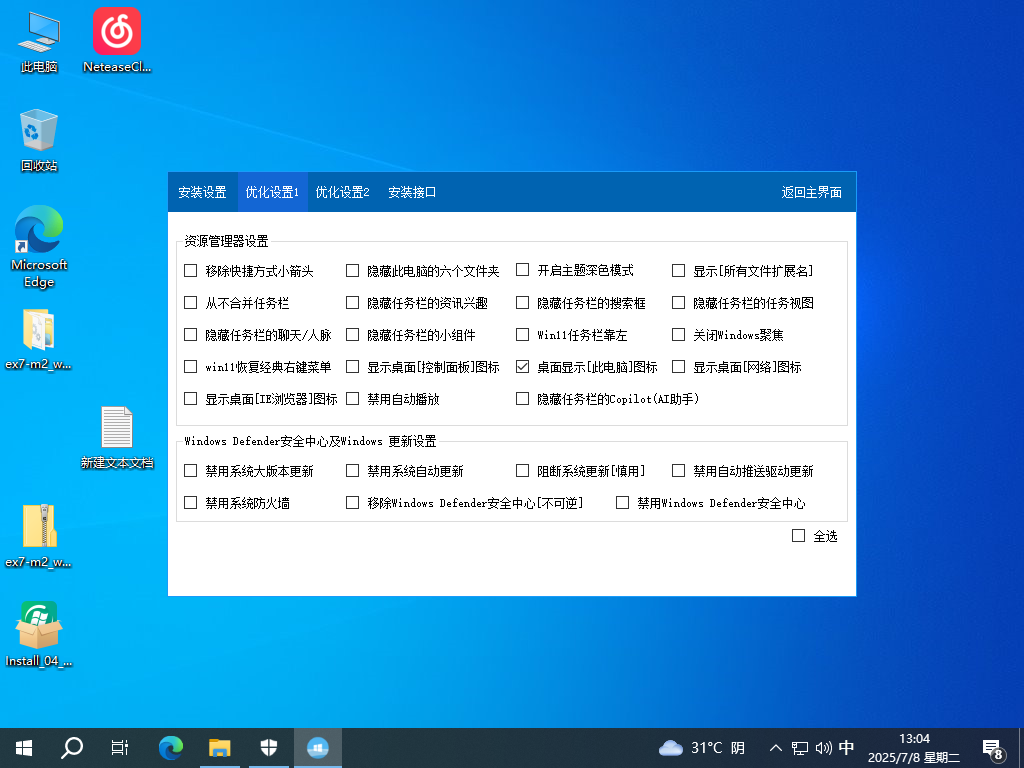 此电脑
NeteaseCl...
回收站
Microsoft
Edge
ex7-m2_w...
新建文本文档
ex7-m2_w...
Install_04_...
安装设置 优化设置1 优化设置2 安装接口 返回主界面
资源管理器设置
移除快捷方式小箭头 隐藏此电脑的六个文件夹 开启主题深色模式 显示[所有文件扩展名]
从不合并任务栏 隐藏任务栏的资讯兴趣 隐藏任务栏的搜索框 隐藏任务栏的任务视图
隐藏任务栏的聊天/人脉 隐藏任务栏的小组件 Win11任务栏靠左 关闭Windows聚焦
win11恢复经典右键菜单 显示桌面[控制面板]图标 桌面显示[此电脑]图标 显示桌面[网络]图标
显示桌面[IE浏览器]图标 禁用自动播放 隐藏任务栏的Copilot(AI助手)
Windows Defender安全中心及Windows 更新设置
禁用系统大版本更新 禁用系统自动更新 阻断系统更新[慎用] 禁用自动推送驱动更新
禁用系统防火墙 移除Windows Defender安全中心[不可逆] 禁用Windows Defender安全中心
全选
31°C 阴 中 13:04
2025/7/8 星期二
8